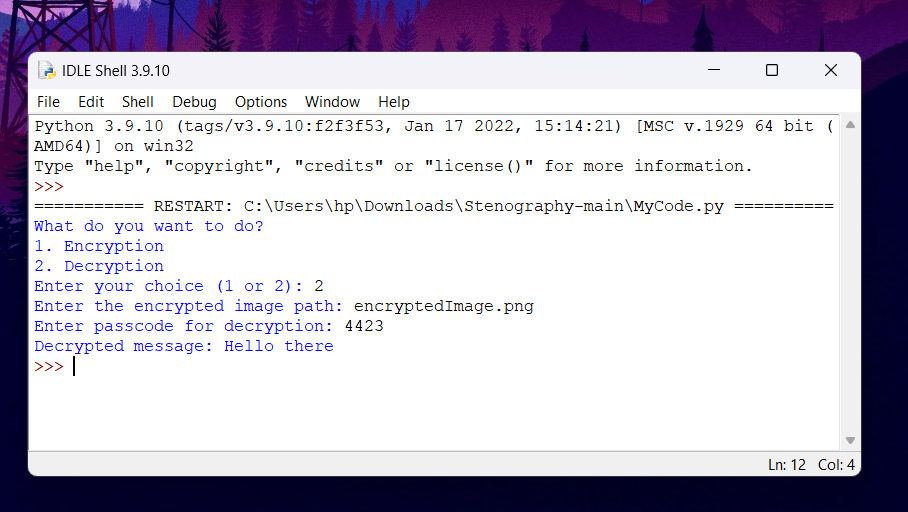 IDLE Shell 3.9.10
File Edit Shell Debug Options Window Help
Python 3.9.10 (tags/v3.9.10:f2f3f53, Jan 17 2022, 15:14:21) [MSC v.1929 64 bit (
AMD64)] on win32
Type "help", "copyright", "credits" or "license()" for more information.
>>>
=========== RESTART: C:\Users\hp\Downloads\Stenography-main\MyCode.py ==========
What do you want to do?
1. Encryption
2. Decryption
Enter your choice (1 or 2): 2
Enter the encrypted image path: encryptedImage.png
Enter passcode for decryption: 4423
Decrypted message: Hello there
>>>
Ln: 12 Col: 4